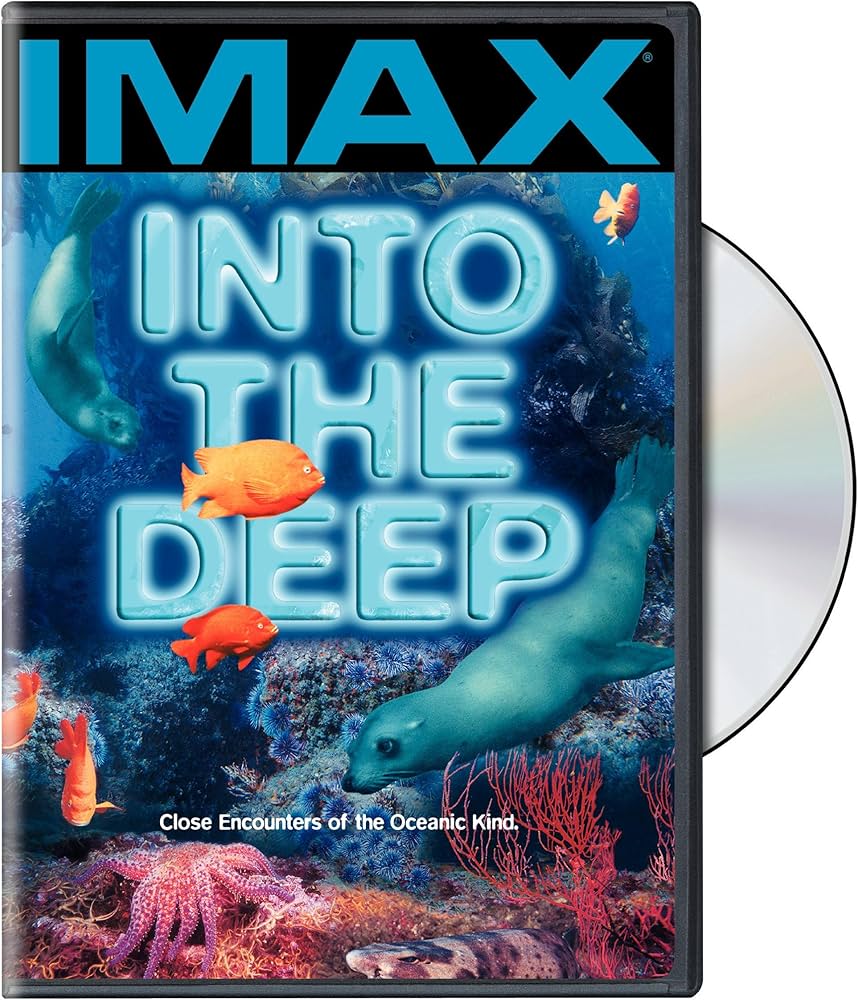 IMAX®
INTO
THE
DEEP
Close Encounters of the Oceanic Kind.